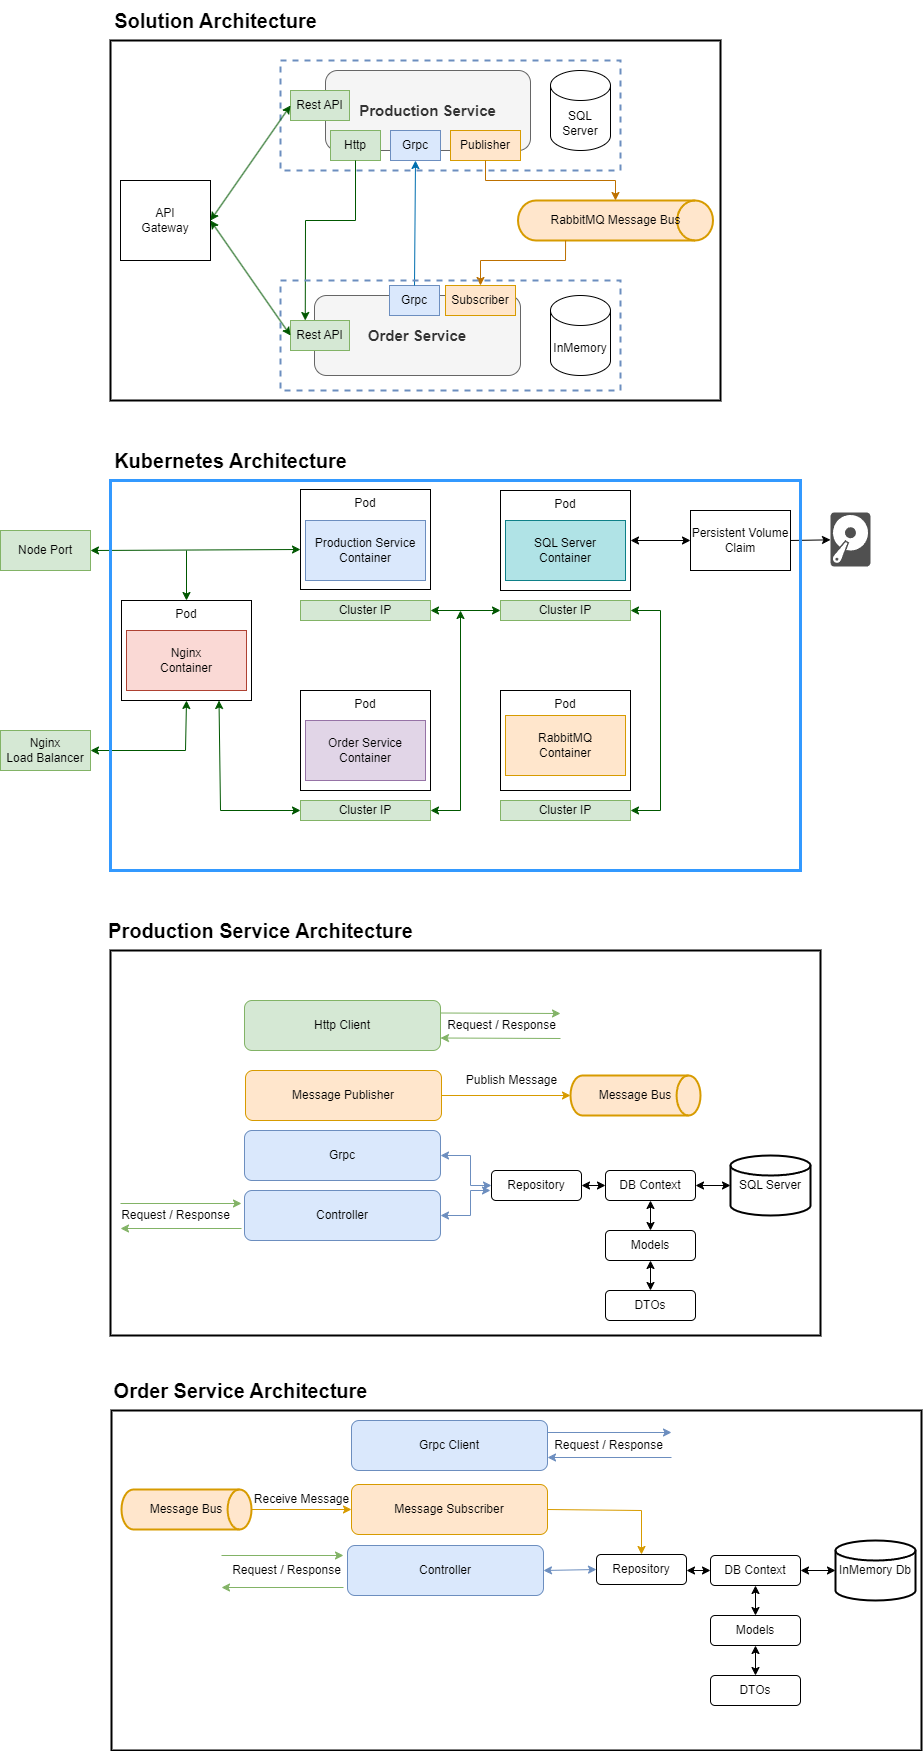 Solution Architecture
Rest API
Production Service
SQL
Server
Http
Grpc
Publisher
API
Gateway
RabbitMQ Message Bus
Grpc
Subscriber
Rest API
Order Service
InMemory
Kubernetes Architecture
Pod
Pod
Node Port
Production Service
Container
SQL Server
Container
Persistent Volume
Claim
Cluster IP
Cluster IP
Pod
Nginx
Container
Pod
Pod
Nginx
Load Balancer
Order Service
Container
RabbitMQ
Container
Cluster IP
Cluster IP
Production Service Architecture
Http Client
Request / Response
Message Publisher
Publish Message
Message Bus
Grpc
Repository
DB Context
SQL Server
Request / Response
Controller
Models
DTOs
Order Service Architecture
Grpc Client
Request / Response
Message Bus
Receive Message
Message Subscriber
Request / Response
Controller
Repository
DB Context
InMemory Db
Models
DTOs